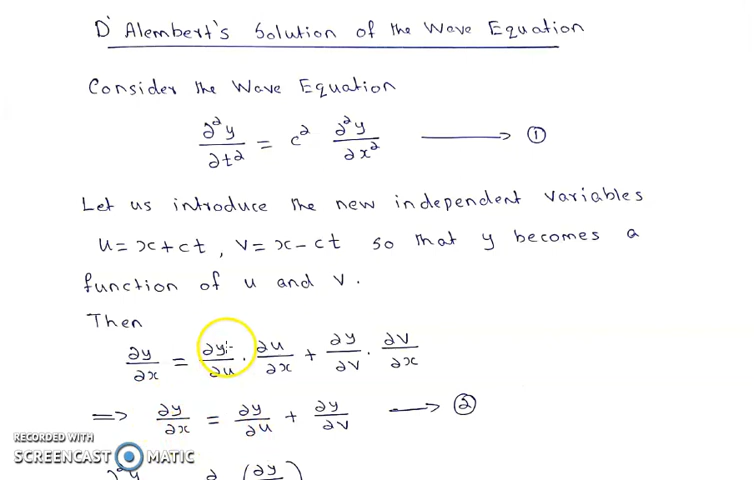 D'Alembert's Solution of the Wave Equation
Consider the Wave Equation
∂²y/∂t² = c² ∂²y/∂x² ⟶ ①
Let us introduce the new independent variables
u = x + ct , v = x - ct so that y becomes a
function of u and v.
Then
∂y/∂x = ∂y/∂u · ∂u/∂x + ∂y/∂v · ∂v/∂x
⟹ ∂y/∂x = ∂y/∂u + ∂y/∂v ⟶ ②
RECORDED WITH
SCREENCAST MATIC